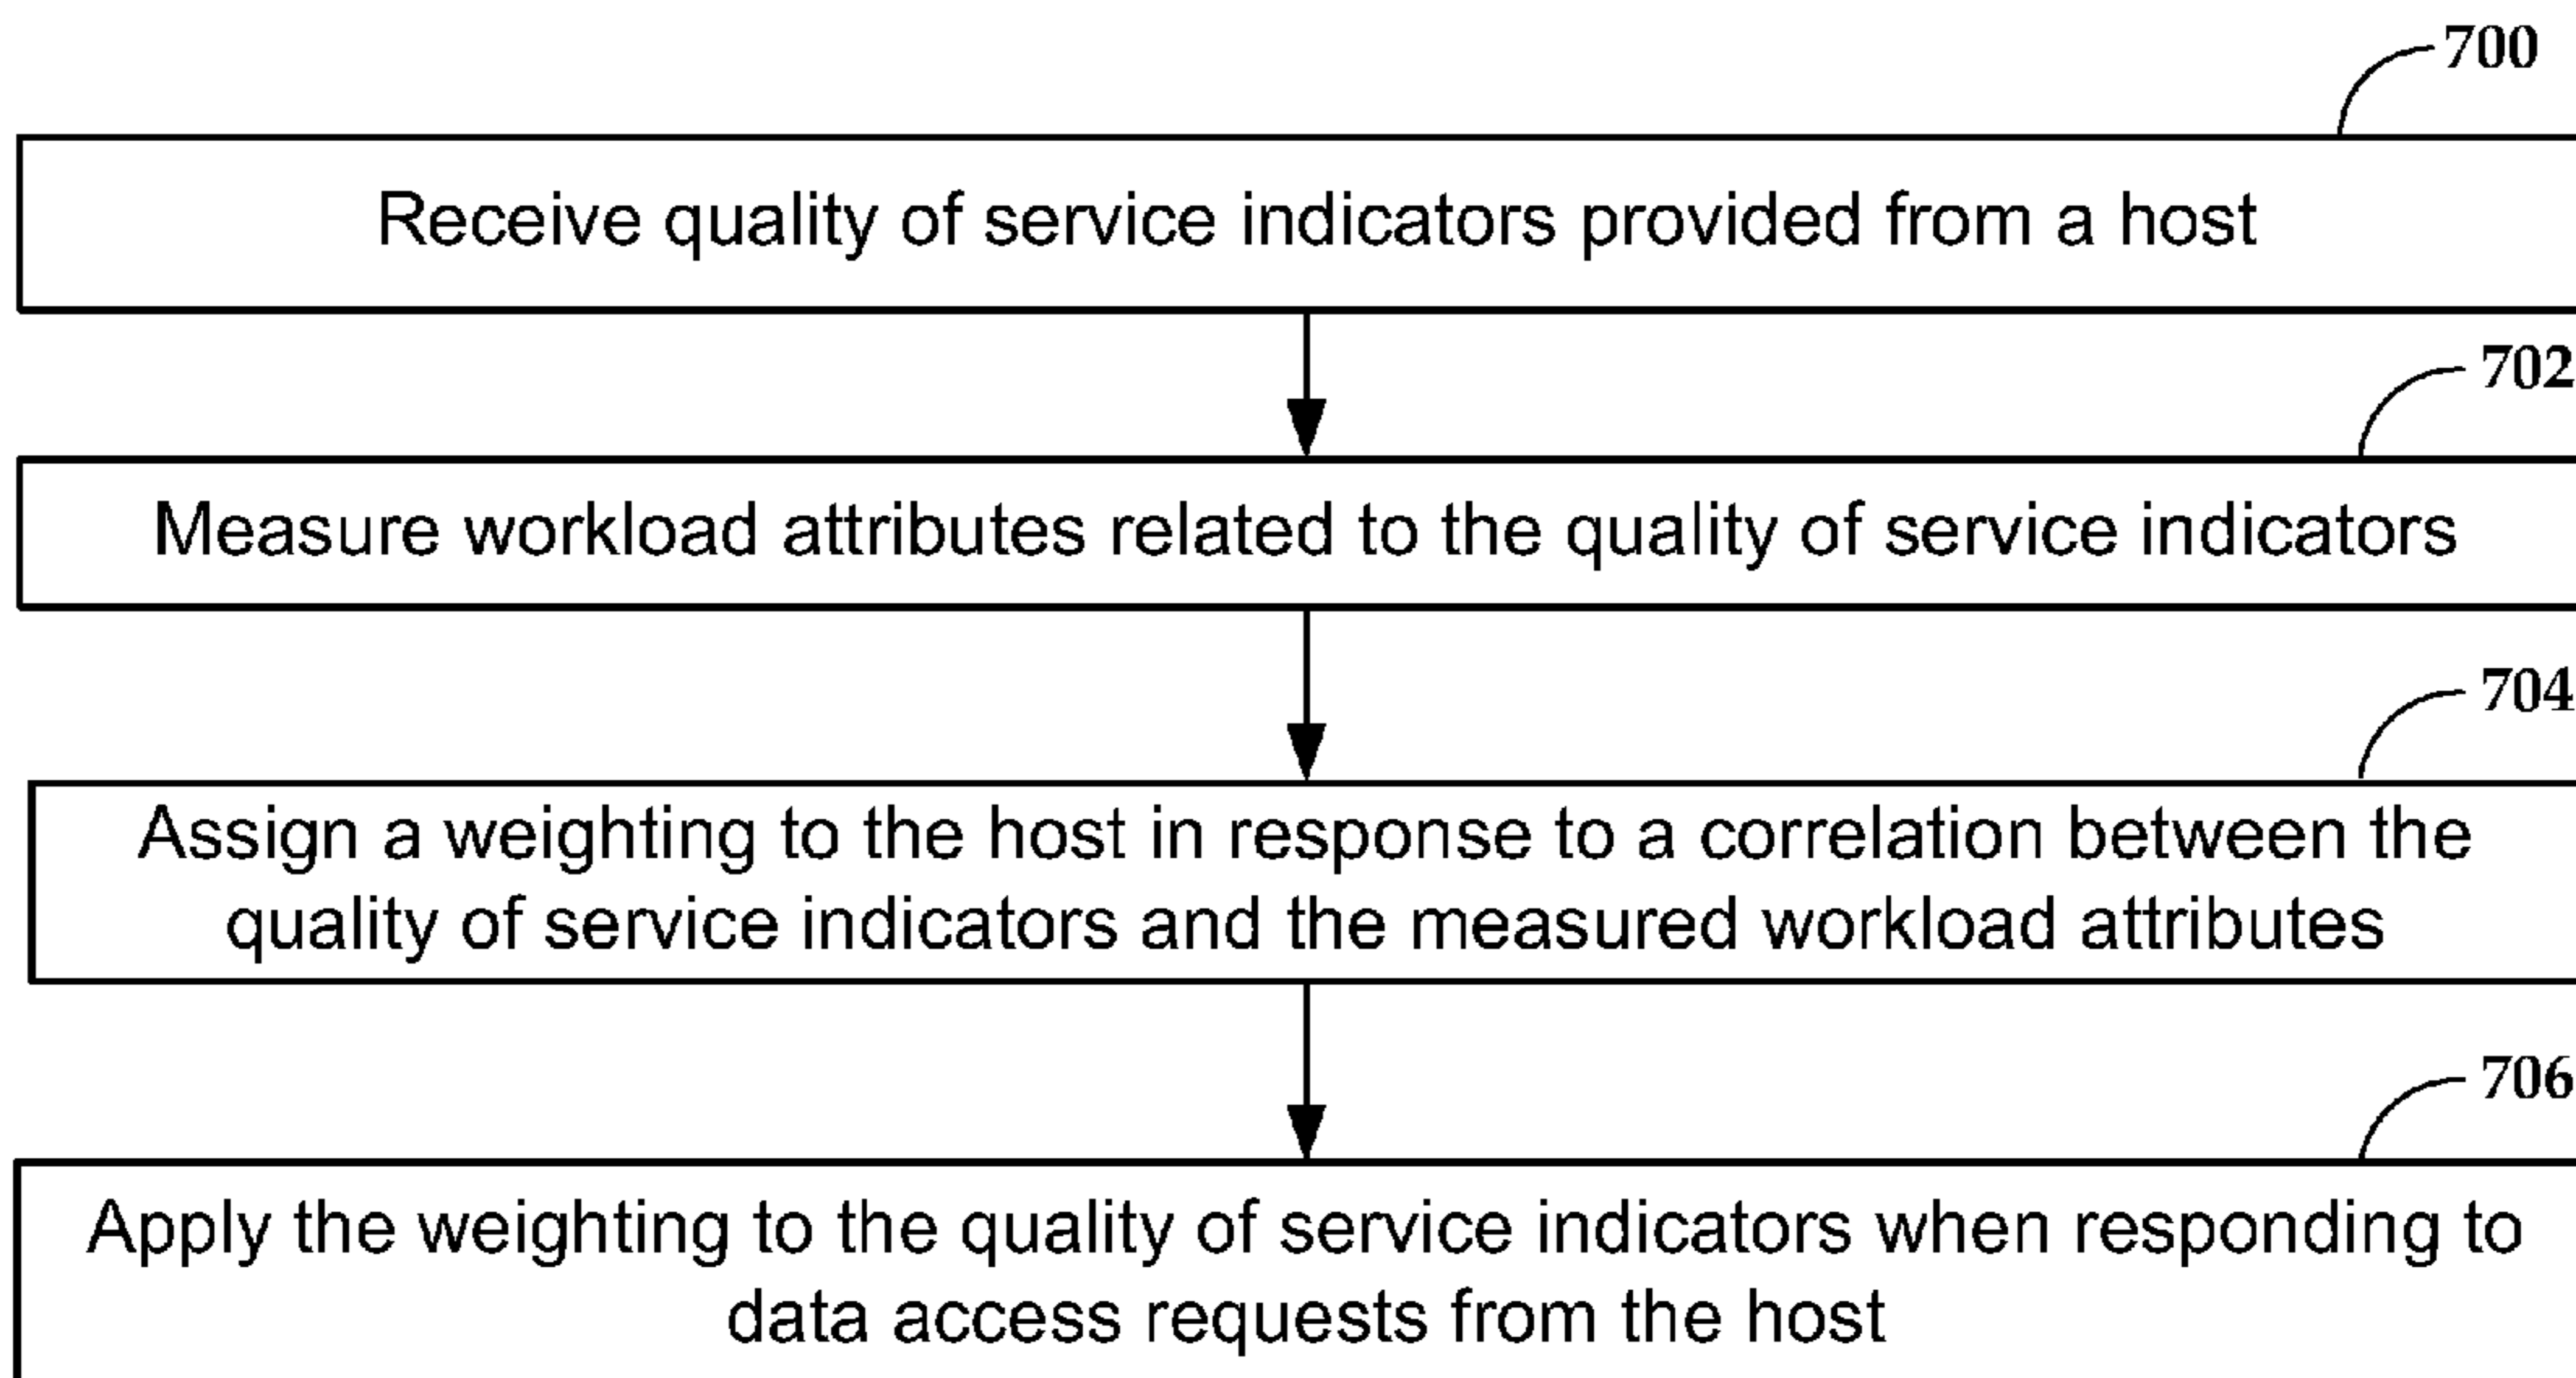 700
Receive quality of service indicators provided from a host
702
Measure workload attributes related to the quality of service indicators
704
Assign a weighting to the host in response to a correlation between the
quality of service indicators and the measured workload attributes
706
Apply the weighting to the quality of service indicators when responding to
data access requests from the host